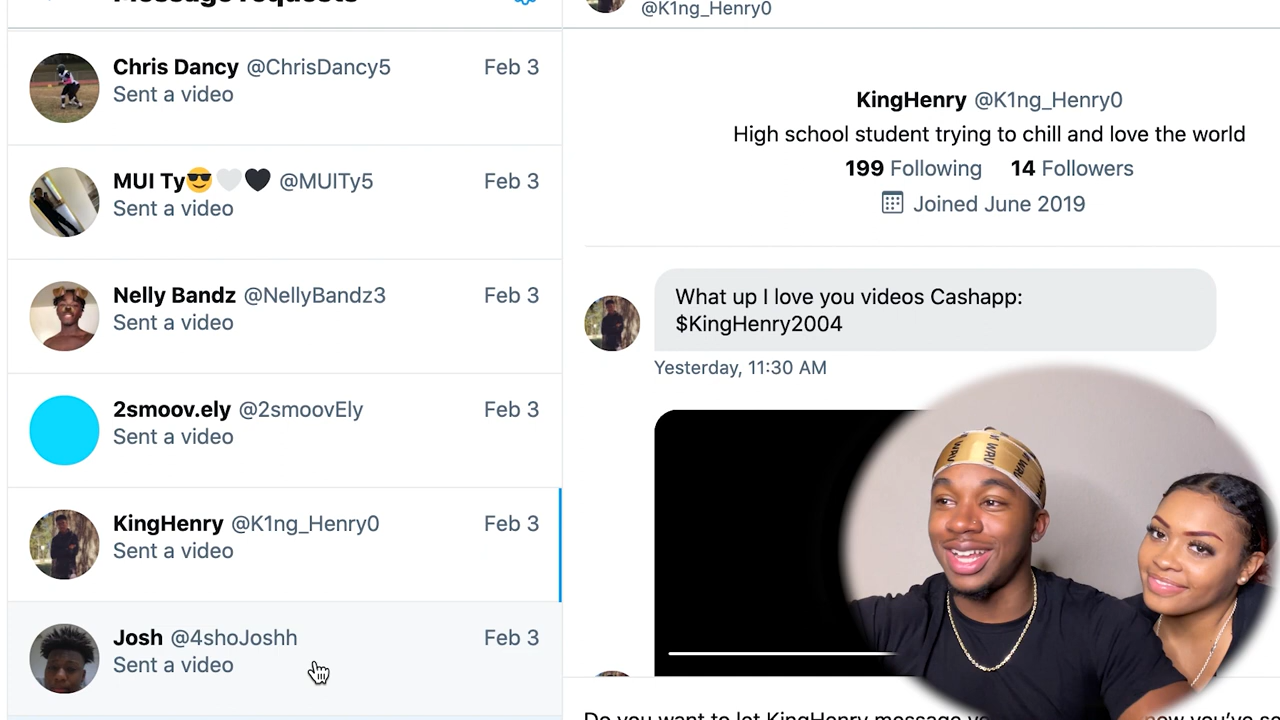 Message requests
@K1ng_Henry0
Chris Dancy @ChrisDancy5 Feb 3
Sent a video
MUI Ty😎🤍🖤 @MUITy5 Feb 3
Sent a video
Nelly Bandz @NellyBandz3 Feb 3
Sent a video
2smoov.ely @2smoovEly Feb 3
Sent a video
KingHenry @K1ng_Henry0 Feb 3
Sent a video
Josh @4shoJoshh Feb 3
Sent a video
KingHenry @K1ng_Henry0
High school student trying to chill and love the world
199 Following 14 Followers
Joined June 2019
What up I love you videos Cashapp:
$KingHenry2004
Yesterday, 11:30 AM
Do you want to let KingHenry message